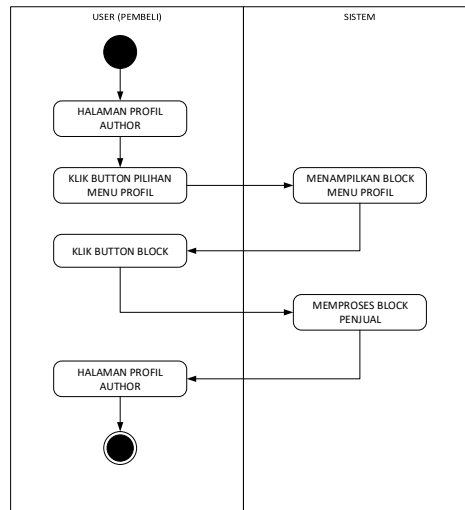 USER (PEMBELI)
SISTEM
HALAMAN PROFIL
AUTHOR
KLIK BUTTON PILIHAN
MENU PROFIL
MENAMPILKAN BLOCK
MENU PROFIL
KLIK BUTTON BLOCK
MEMPROSES BLOCK
PENJUAL
HALAMAN PROFIL
AUTHOR